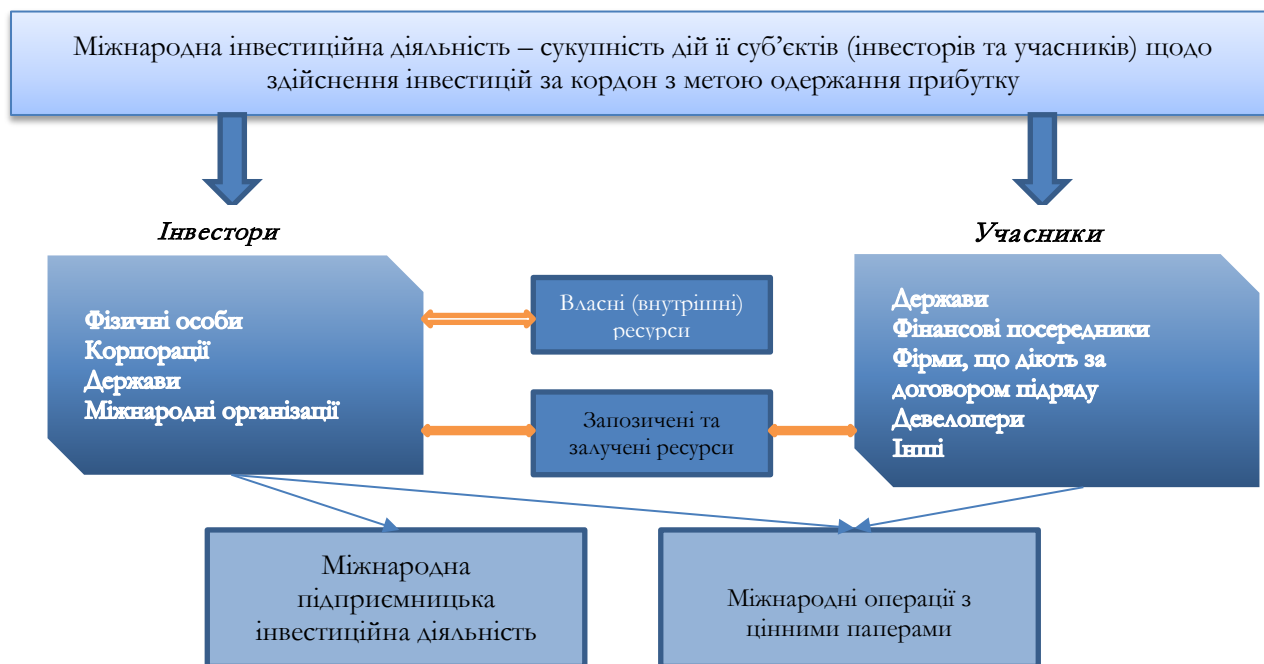 Міжнародна інвестиційна діяльність – сукупність дій її суб’єктів (інвесторів та учасників) щодо
здійснення інвестицій за кордон з метою одержання прибутку
Інвестори
Учасники
Фізичні особи
Корпорації
Держави
Міжнародні організації
Власні (внутрішні)
ресурси
Запозичені та
залучені ресурси
Держави
Фінансові посередники
Фірми, що діють за
договором підряду
Девелопери
Інші
Міжнародна
підприємницька
інвестиційна діяльність
Міжнародні операції з
цінними паперами